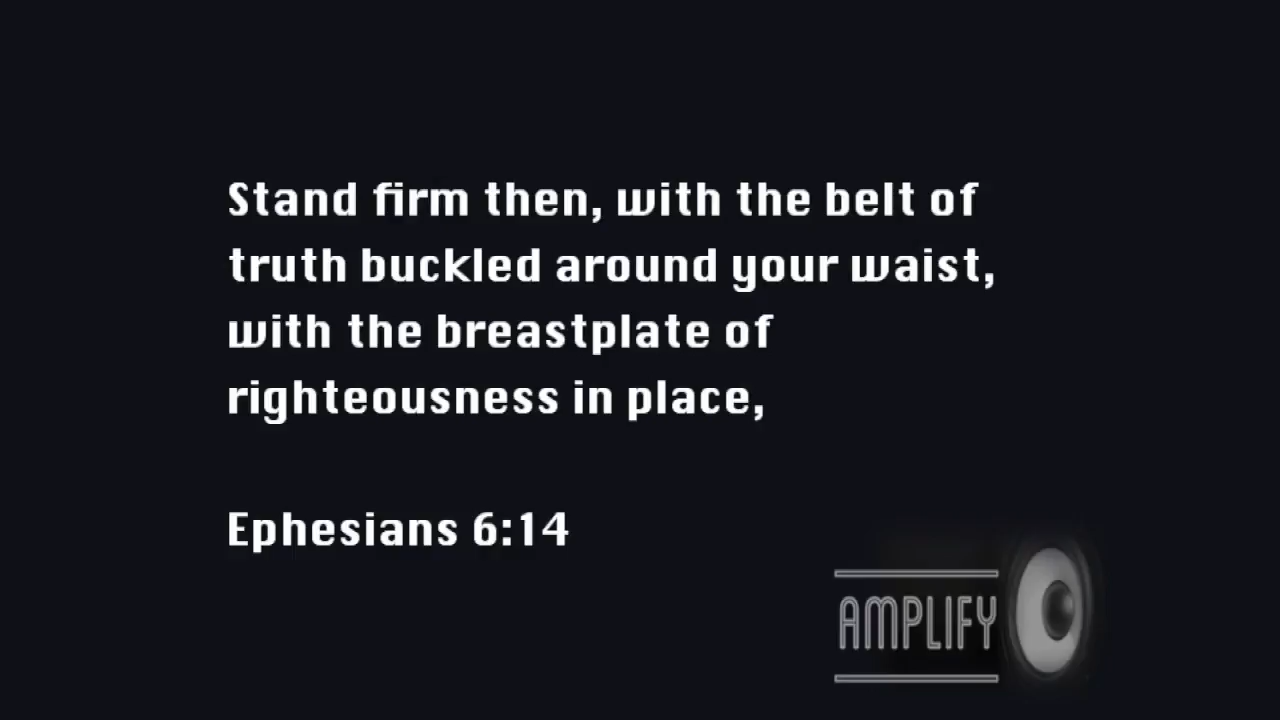 Stand firm then, with the belt of
truth buckled around your waist,
with the breastplate of
righteousness in place,
Ephesians 6:14
AMPLIFY